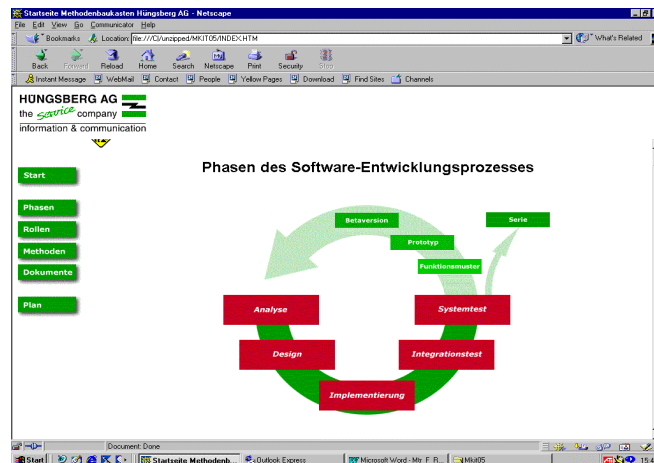 Startseite Methodenbaukasten Hüngsberg AG - Netscape
File Edit View Go Communicator Help
Bookmarks Location: file:///C|/unzipped/MKIT05/INDEX.HTM What's Related
Back Forward Reload Home Search Netscape Print Security Stop
Instant Message WebMail Contact People Yellow Pages Download Find Sites Channels
HÜNGSBERG AG
the service company
information & communication
Phasen des Software-Entwicklungsprozesses
Start
Phasen
Rollen
Methoden
Dokumente
Plan
Betaversion
Serie
Prototyp
Funktionsmuster
Analyse
Systemtest
Design
Integrationstest
Implementierung
Document: Done
Start Startseite Methodenb... Outlook Express Microsoft Word - Mtr_F_R... Mkit05